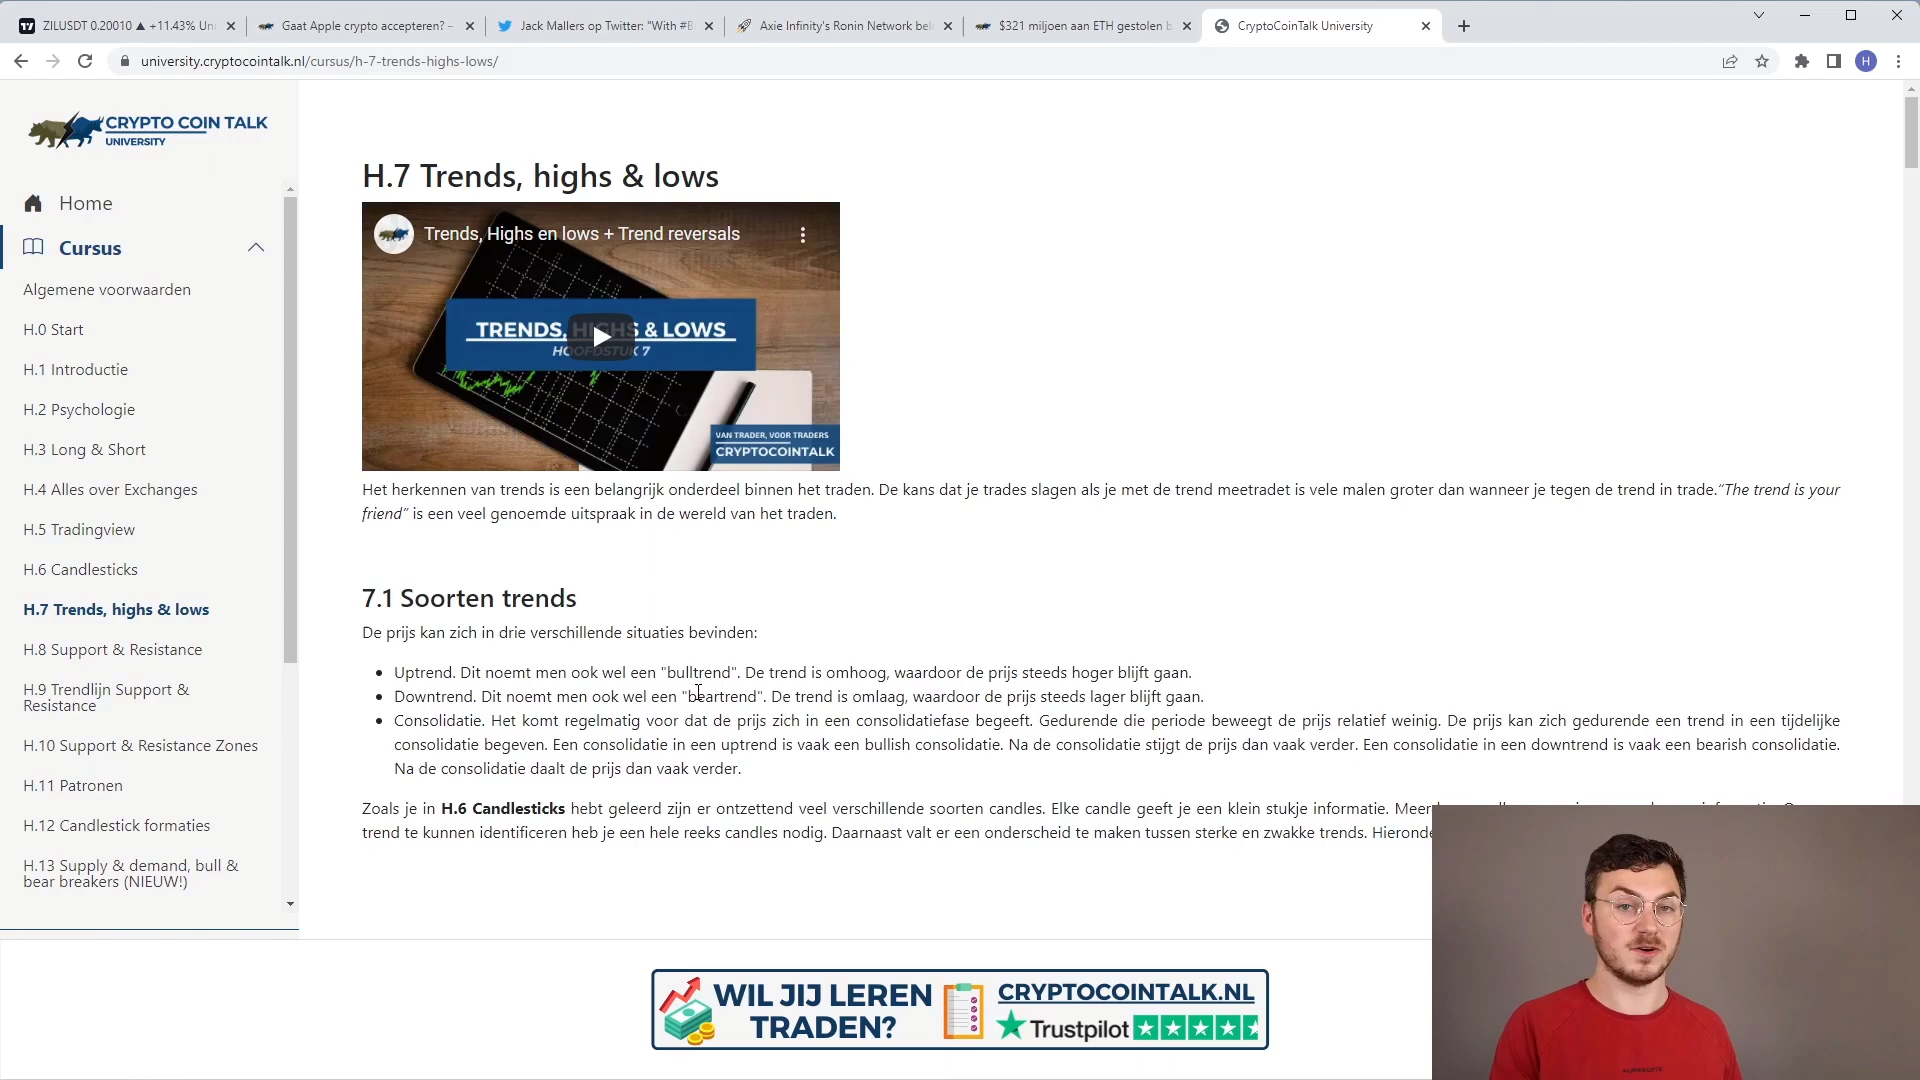 ZILUSDT 0.20010 ▲ +11.43% Un
Gaat Apple crypto accepteren? –
Jack Mallers op Twitter: "With #B
Axie Infinity's Ronin Network bel
$321 miljoen aan ETH gestolen b
CryptoCoinTalk University
university.cryptocointalk.nl/cursus/h-7-trends-highs-lows/
H
CRYPTO COIN TALK
UNIVERSITY
Home
Cursus
Algemene voorwaarden
H.0 Start
H.1 Introductie
H.2 Psychologie
H.3 Long & Short
H.4 Alles over Exchanges
H.5 Tradingview
H.6 Candlesticks
H.7 Trends, highs & lows
H.8 Support & Resistance
H.9 Trendlijn Support &
Resistance
H.10 Support & Resistance Zones
H.11 Patronen
H.12 Candlestick formaties
H.13 Supply & demand, bull &
bear breakers (NIEUW!)
H.7 Trends, highs & lows
Trends, Highs en lows + Trend reversals
TRENDS, HIGHS & LOWS
HOOFDSTUK 7
VAN TRADER, VOOR TRADERS
CRYPTOCOINTALK
Het herkennen van trends is een belangrijk onderdeel binnen het traden. De kans dat je trades slagen als je met de trend meetradet is vele malen groter dan wanneer je tegen de trend in trade.“The trend is your
friend” is een veel genoemde uitspraak in de wereld van het traden.
7.1 Soorten trends
De prijs kan zich in drie verschillende situaties bevinden:
Uptrend. Dit noemt men ook wel een "bulltrend". De trend is omhoog, waardoor de prijs steeds hoger blijft gaan.
Downtrend. Dit noemt men ook wel een "beartrend". De trend is omlaag, waardoor de prijs steeds lager blijft gaan.
Consolidatie. Het komt regelmatig voor dat de prijs zich in een consolidatiefase begeeft. Gedurende die periode beweegt de prijs relatief weinig. De prijs kan zich gedurende een trend in een tijdelijke
consolidatie begeven. Een consolidatie in een uptrend is vaak een bullish consolidatie. Na de consolidatie stijgt de prijs dan vaak verder. Een consolidatie in een downtrend is vaak een bearish consolidatie.
Na de consolidatie daalt de prijs dan vaak verder.
Zoals je in H.6 Candlesticks hebt geleerd zijn er ontzettend veel verschillende soorten candles. Elke candle geeft je een klein stukje informatie. Meer
trend te kunnen identificeren heb je een hele reeks candles nodig. Daarnaast valt er een onderscheid te maken tussen sterke en zwakke trends. Hieronde
WIL JIJ LEREN
TRADEN?
CRYPTOCOINTALK.NL
Trustpilot